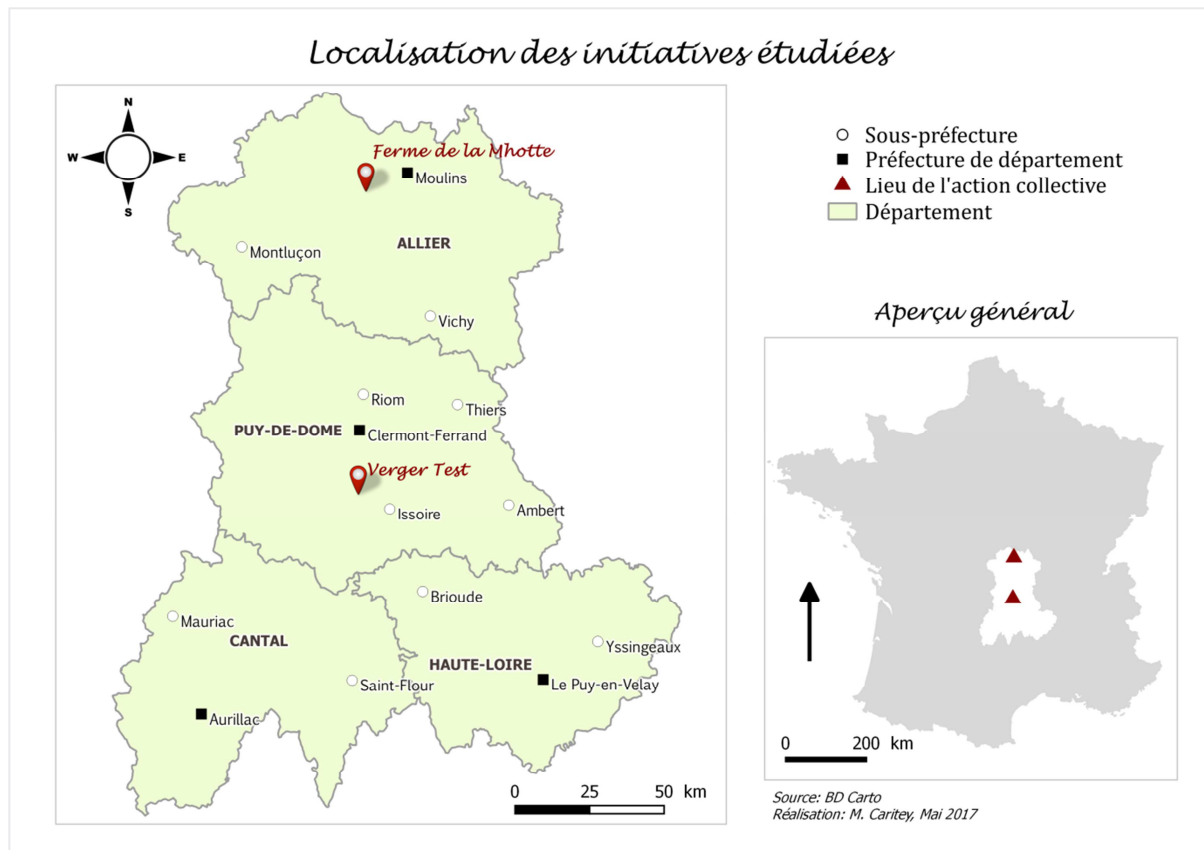 Localisation des initiatives étudiées
N
W
E
S
Ferme de la Mhotte
Moulins
Montluçon
ALLIER
Vichy
Riom
Thiers
PUY-DE-DOME
Clermont-Ferrand
Verger Test
Issoire
Ambert
Brioude
Mauriac
CANTAL
Yssingeaux
HAUTE-LOIRE
Saint-Flour
Le Puy-en-Velay
Aurillac
0 25 50 km
Sous-préfecture
Préfecture de département
Lieu de l'action collective
Département
Aperçu général
0 200 km
Source: BD Carto
Réalisation: M. Caritey, Mai 2017